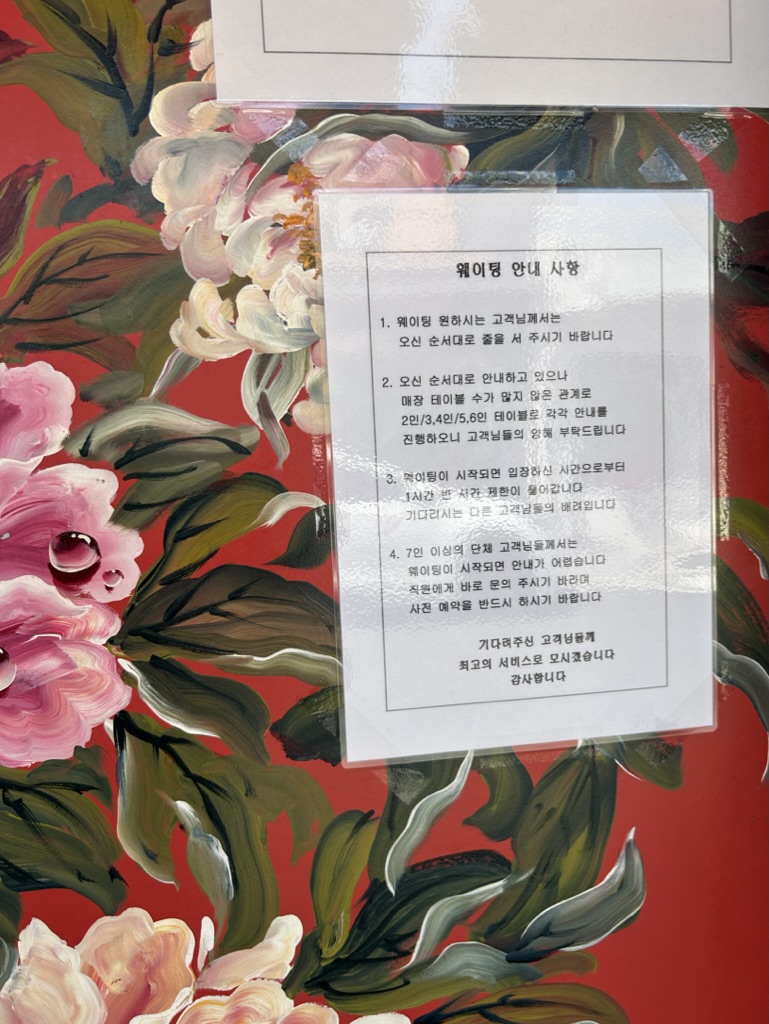 웨이팅 안내 사항
1. 웨이팅 원하시는 고객님께서는
오신 순서대로 줄을 서 주시기 바랍니다
2. 오신 순서대로 안내하고 있으나
매장 테이블 수가 많지 않은 관계로
2인/3,4인/5,6인 테이블로 각각 안내를
진행하오니 고객님들의 양해 부탁드립니다
3. 웨이팅이 시작되면 입장하신 시간으로부터
1시간 반 시간 제한이 들어갑니다
기다리시는 다른 고객님들의 배려입니다
4. 7인 이상의 단체 고객님들께서는
웨이팅이 시작되면 안내가 어렵습니다
직원에게 바로 문의 주시기 바라며
사전 예약을 반드시 하시기 바랍니다
기다려주신 고객님들께
최고의 서비스로 모시겠습니다
감사합니다